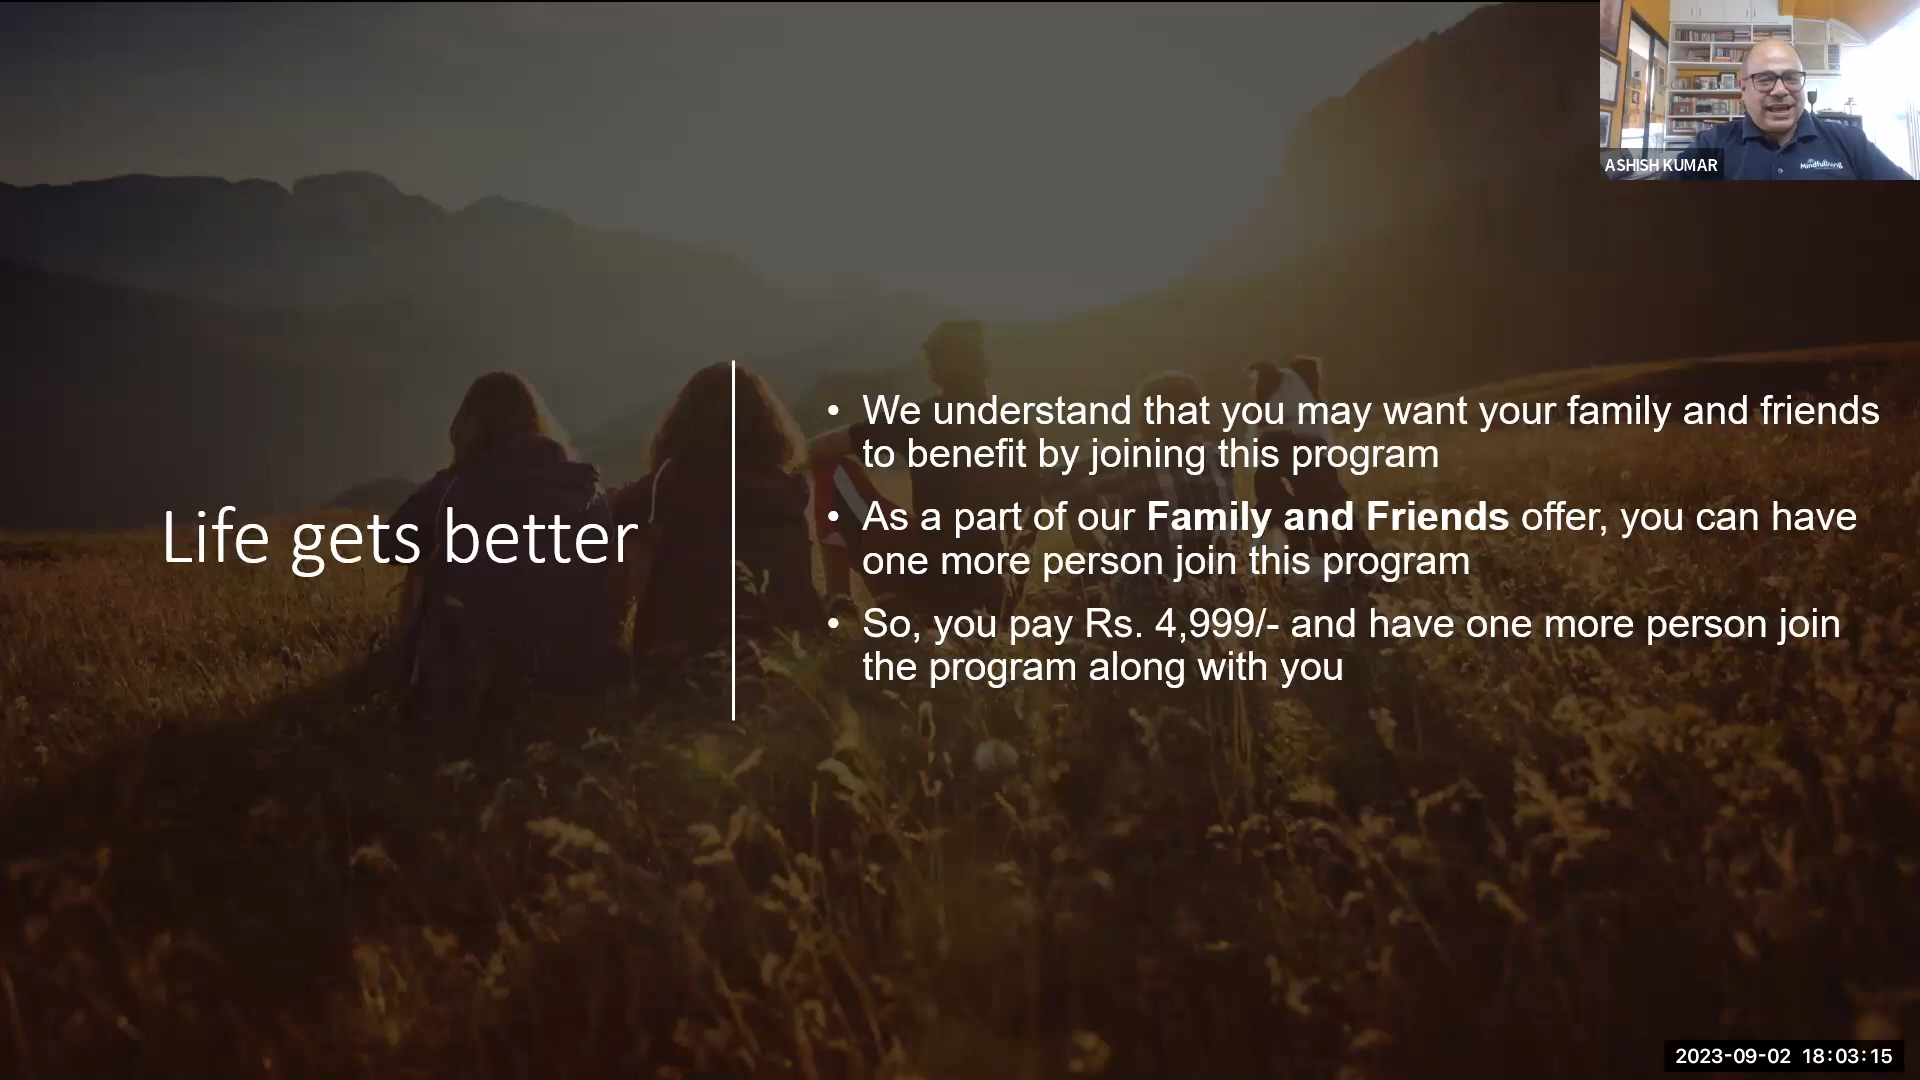 ASHISH KUMAR
Mindfulliving
Life gets better
• We understand that you may want your family and friends
to benefit by joining this program
• As a part of our Family and Friends offer, you can have
one more person join this program
• So, you pay Rs. 4,999/- and have one more person join
the program along with you
2023-09-02 18:03:15